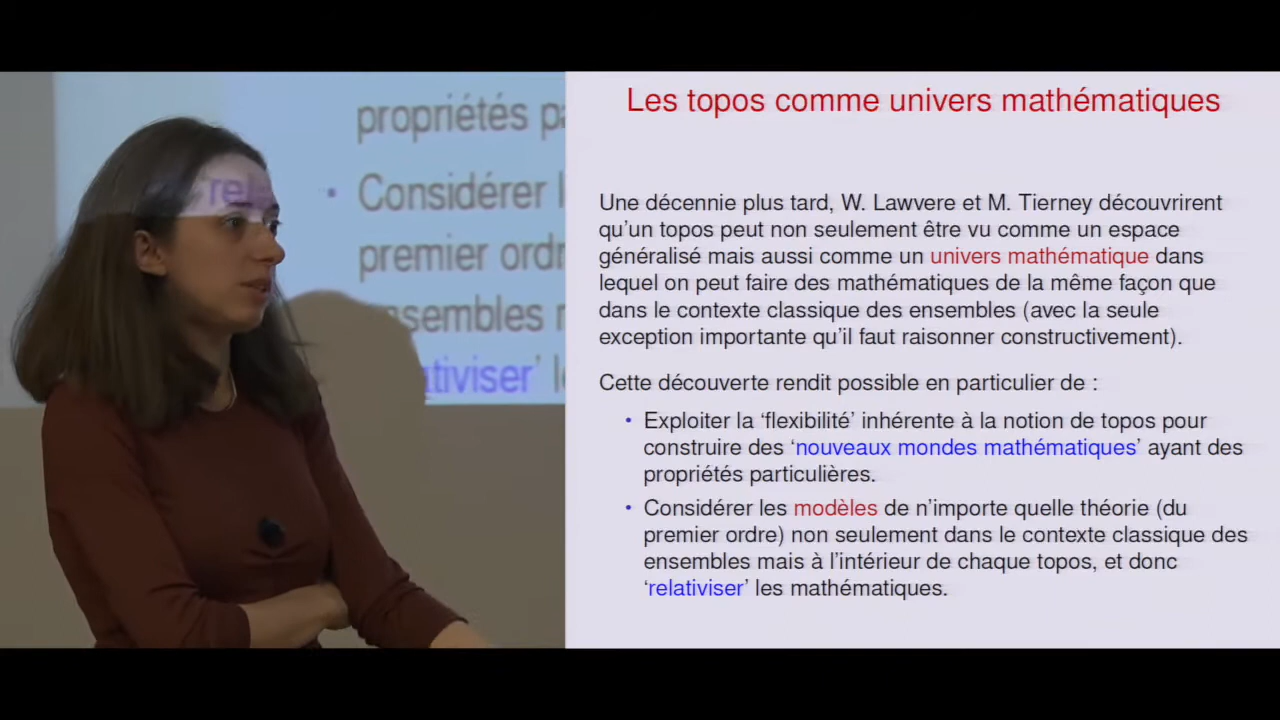 propriétés
Considérer
premier
ensembles
rel
Les topos comme univers mathématiques
Une décennie plus tard, W. Lawvere et M. Tierney découvrirent
qu'un topos peut non seulement être vu comme un espace
généralisé mais aussi comme un univers mathématique dans
lequel on peut faire des mathématiques de la même façon que
dans le contexte classique des ensembles (avec la seule
exception importante qu'il faut raisonner constructivement).
Cette découverte rendit possible en particulier de :
• Exploiter la ‘flexibilité’ inhérente à la notion de topos pour
construire des ‘nouveaux mondes mathématiques’ ayant des
propriétés particulières.
• Considérer les modèles de n'importe quelle théorie (du
premier ordre) non seulement dans le contexte classique des
ensembles mais à l'intérieur de chaque topos, et donc
‘relativiser’ les mathématiques.